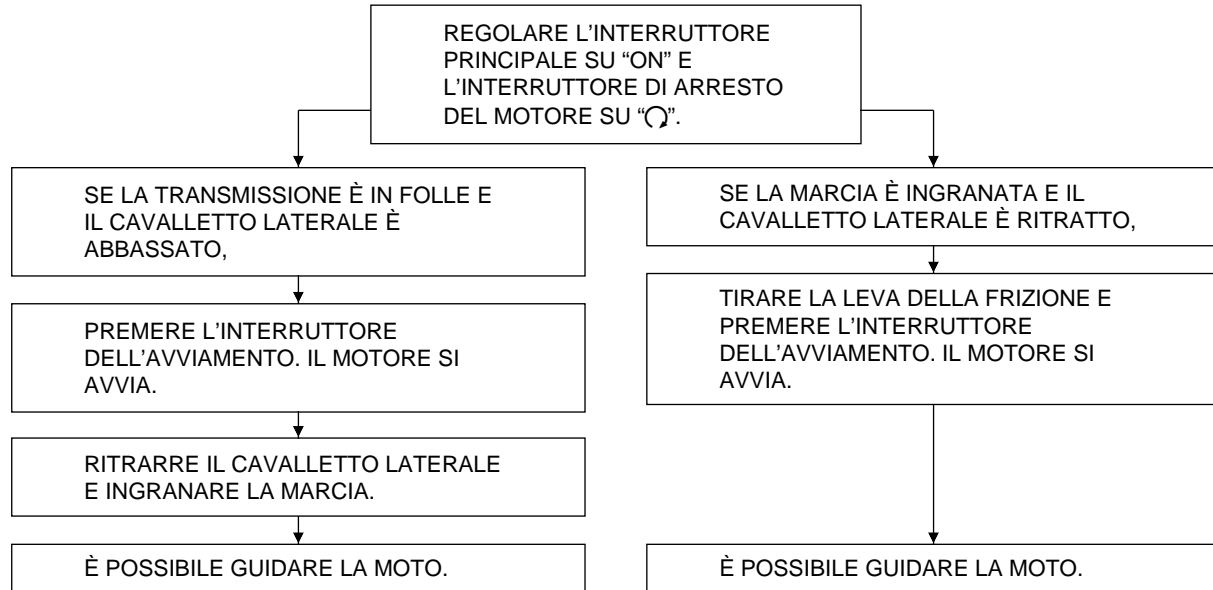 REGOLARE L’INTERRUTTORE
PRINCIPALE SU “ON” E
L’INTERRUTTORE DI ARRESTO
DEL MOTORE SU “”.
SE LA TRANSMISSIONE È IN FOLLE E
IL CAVALLETTO LATERALE È
ABBASSATO,
PREMERE L’INTERRUTTORE
DELL’AVVIAMENTO. IL MOTORE SI
AVVIA.
RITRARRE IL CAVALLETTO LATERALE
E INGRANARE LA MARCIA.
È POSSIBILE GUIDARE LA MOTO.
SE LA MARCIA È INGRANATA E IL
CAVALLETTO LATERALE È RITRATTO,
TIRARE LA LEVA DELLA FRIZIONE E
PREMERE L’INTERRUTTORE
DELL’AVVIAMENTO. IL MOTORE SI
AVVIA.
È POSSIBILE GUIDARE LA MOTO.